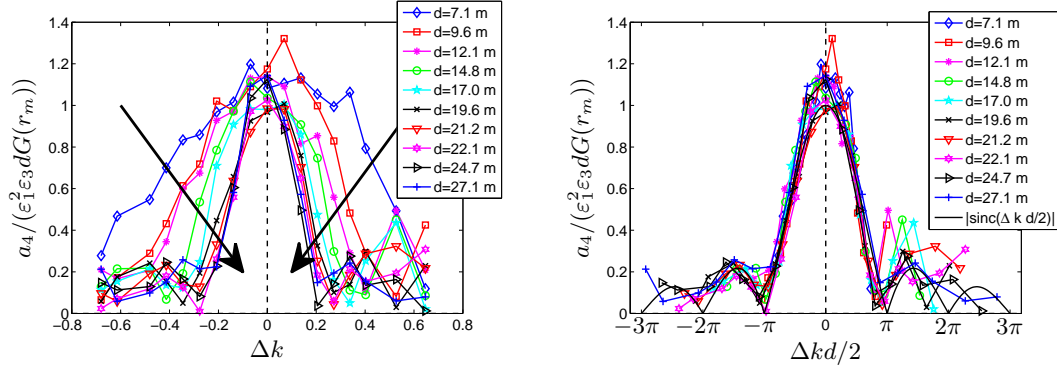 a₄/(ε₁²ε₃dG(rₘ))
1.4
1.2
1
0.8
0.6
0.4
0.2
0
−0.8 −0.6 −0.4 −0.2 0 0.2 0.4 0.6 0.8
Δk
d=7.1 m
d=9.6 m
d=12.1 m
d=14.8 m
d=17.0 m
d=19.6 m
d=21.2 m
d=22.1 m
d=24.7 m
d=27.1 m
a₄/(ε₁²ε₃dG(rₘ))
1.4
1.2
1
0.8
0.6
0.4
0.2
0
−3π −2π −π 0 π 2π 3π
Δkd/2
d=7.1 m
d=9.6 m
d=12.1 m
d=14.8 m
d=17.0 m
d=19.6 m
d=21.2 m
d=22.1 m
d=24.7 m
d=27.1 m
|sinc(Δ k d/2)|